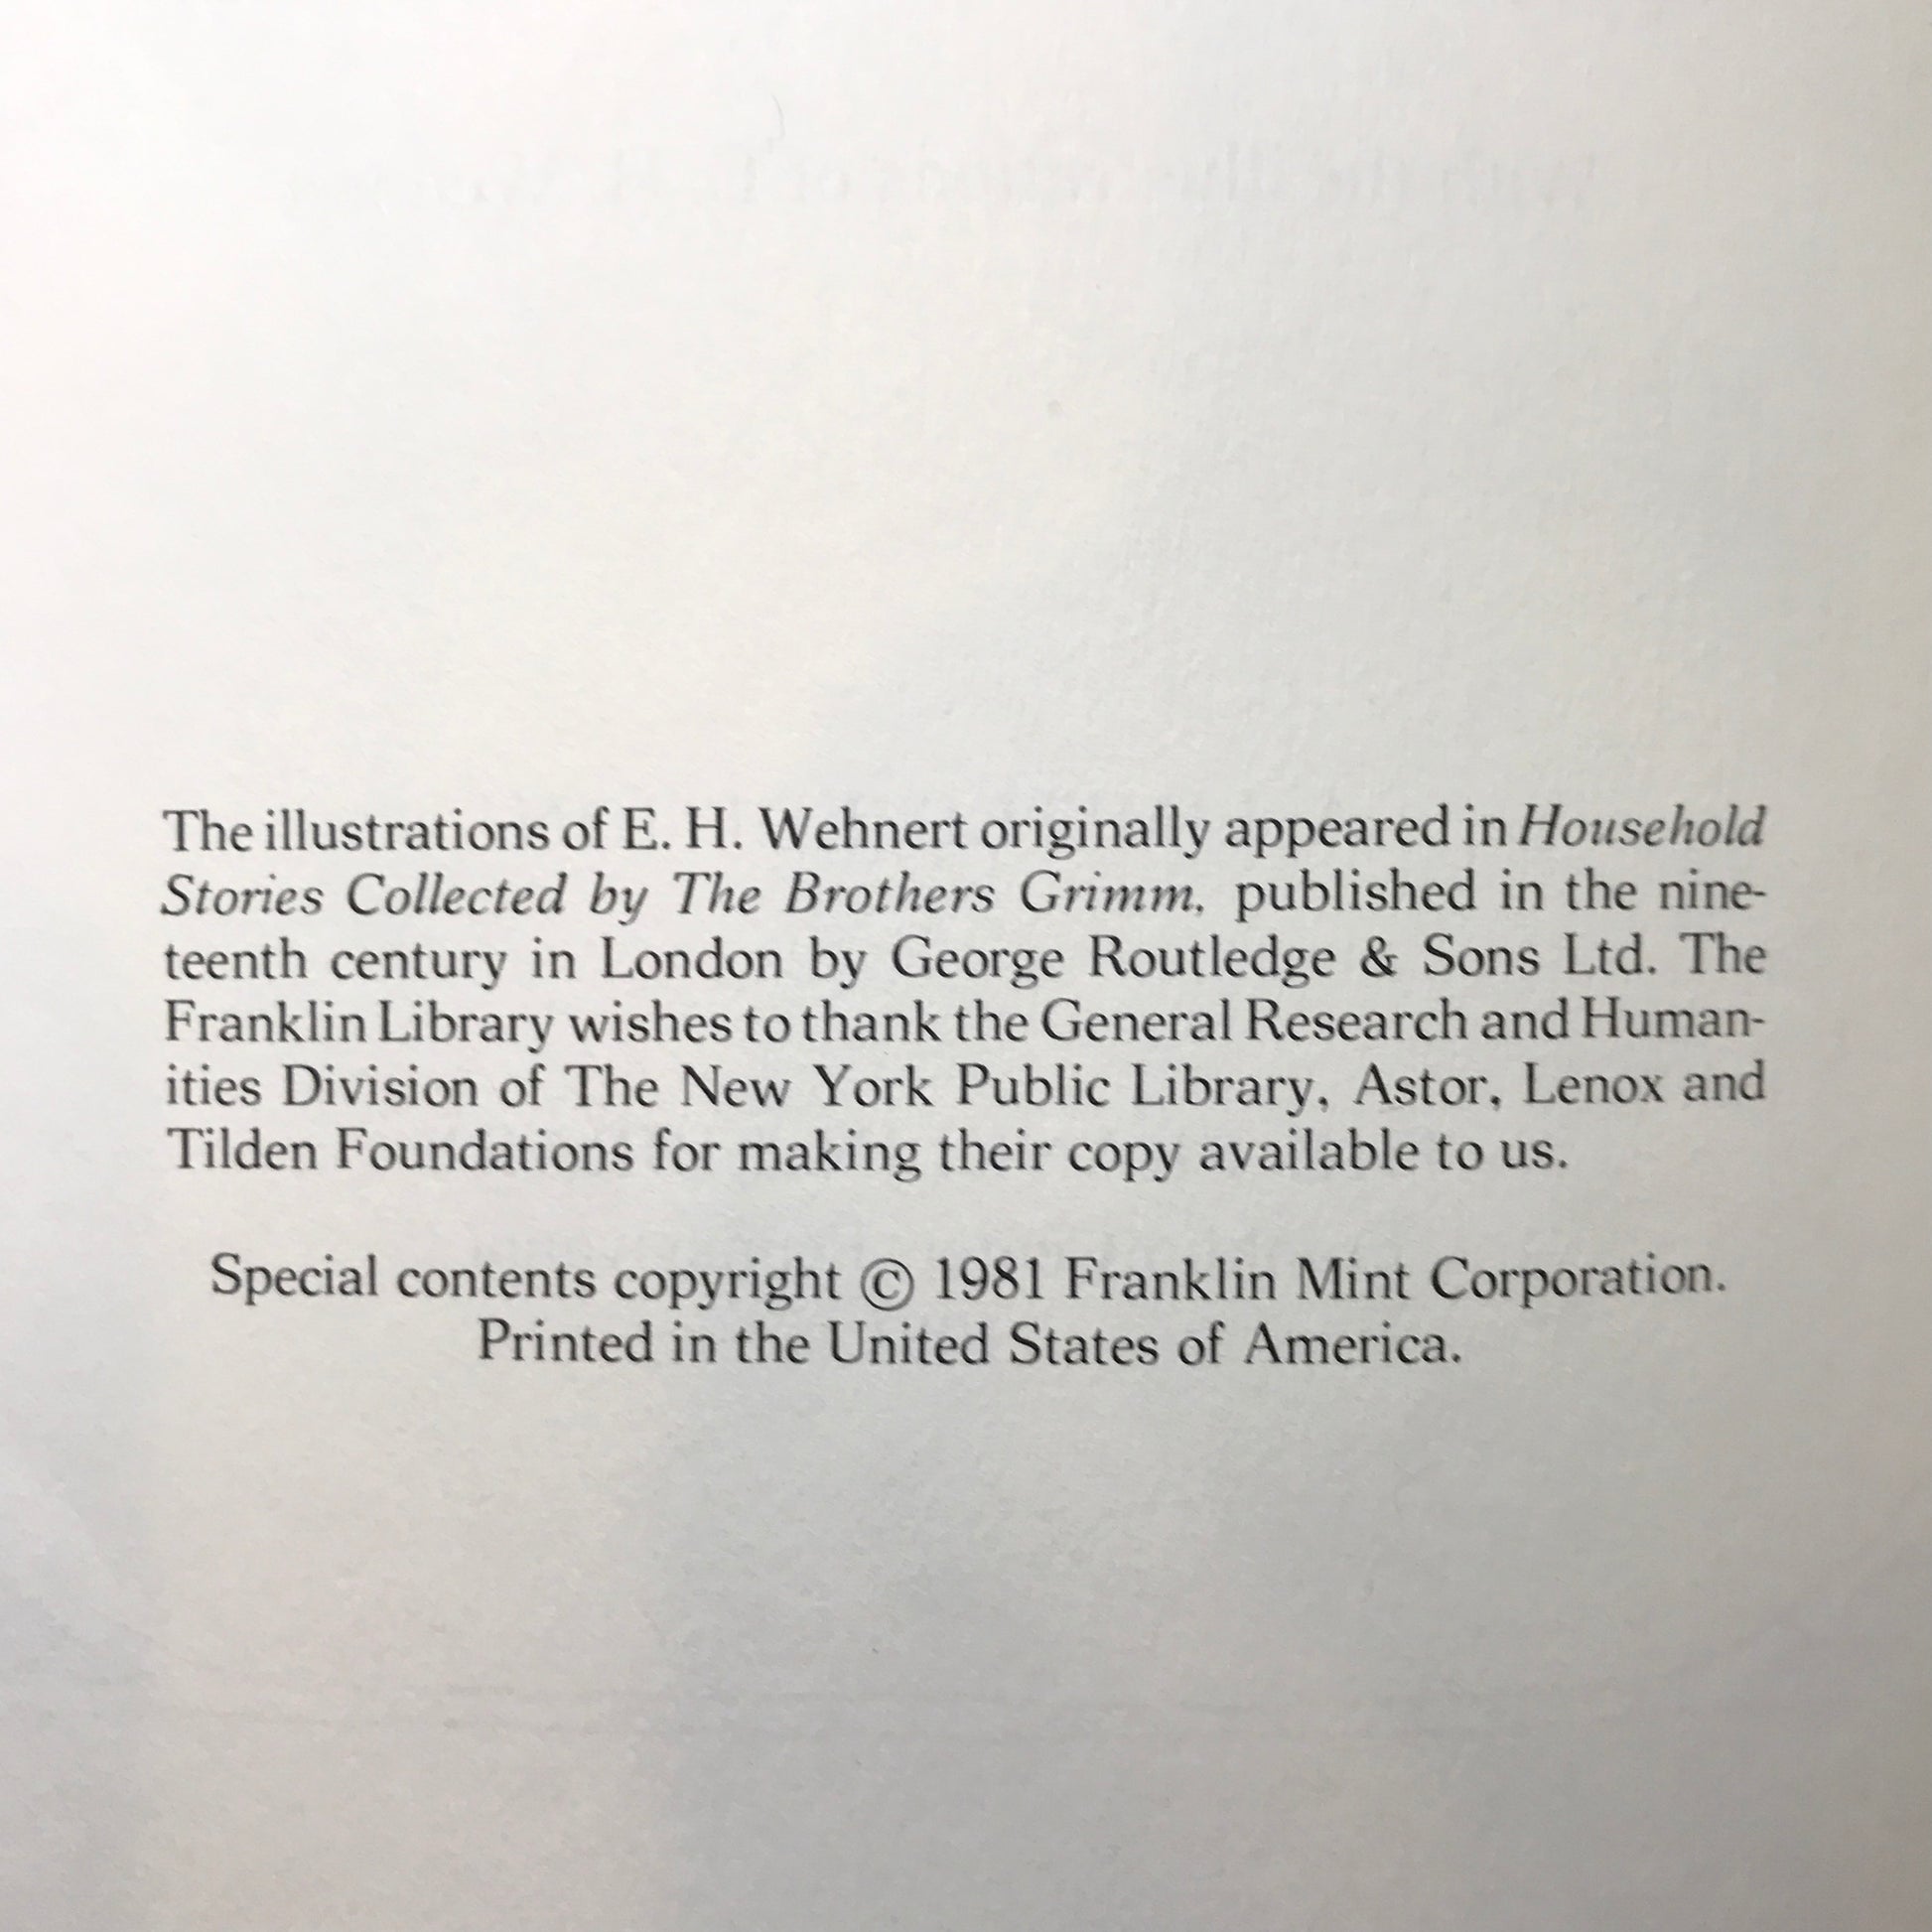 The illustrations of E. H. Wehnert originally appeared in Household
Stories Collected by The Brothers Grimm, published in the nine-
teenth century in London by George Routledge & Sons Ltd. The
Franklin Library wishes to thank the General Research and Human-
ities Division of The New York Public Library, Astor, Lenox and
Tilden Foundations for making their copy available to us.
Special contents copyright © 1981 Franklin Mint Corporation.
Printed in the United States of America.